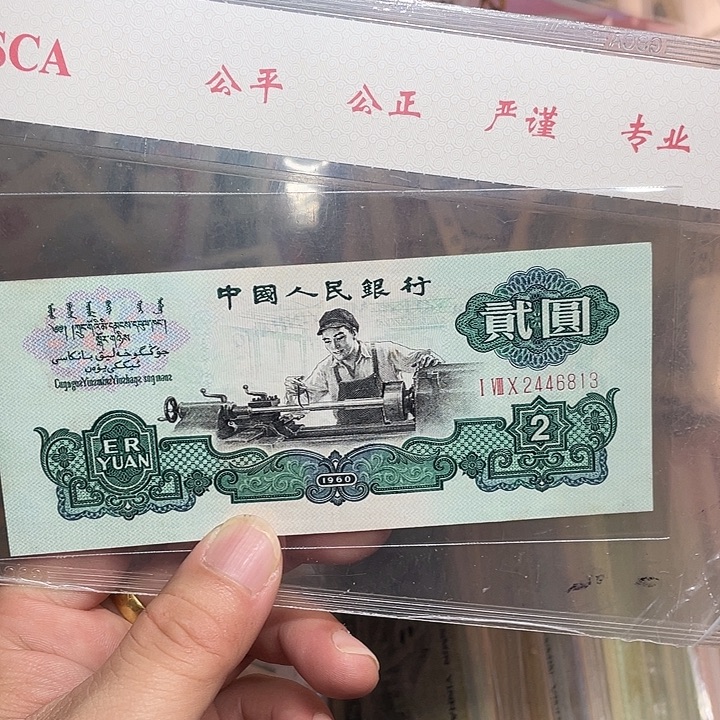 SCA
公平 公正 严谨 专业
中國人民銀行
貳圓
I VIII X 2446813
ER
YUAN
2
1960